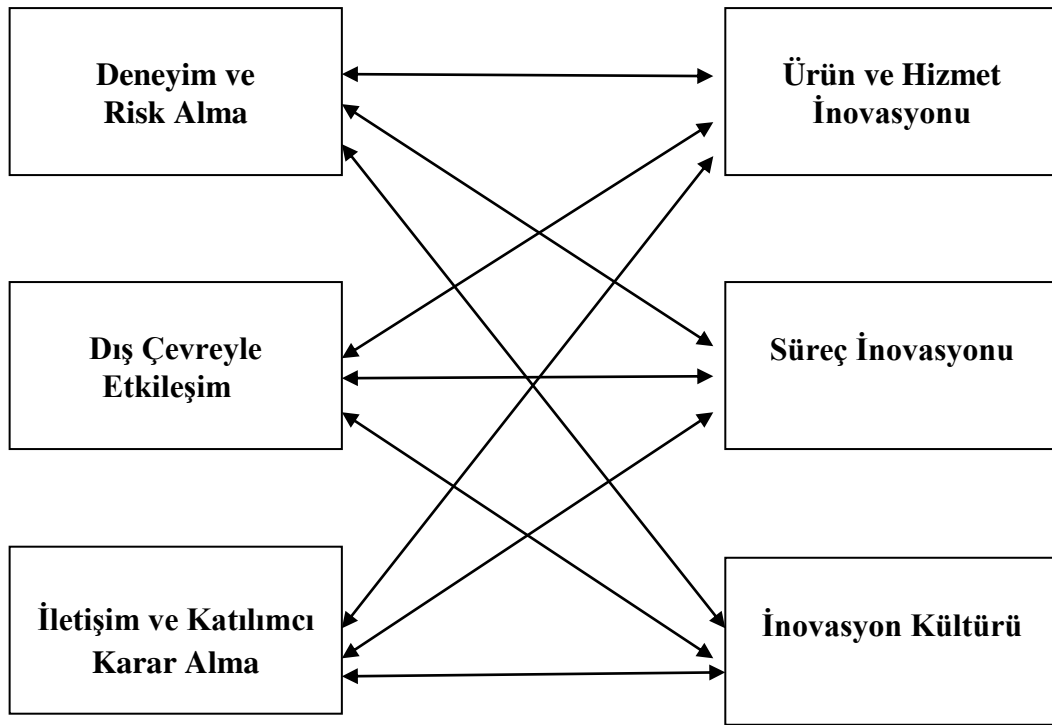 Deneyim ve
Risk Alma
Ürün ve Hizmet
İnovasyonu
Dış Çevreyle
Etkileşim
Süreç İnovasyonu
İletişim ve Katılımcı
Karar Alma
İnovasyon Kültürü